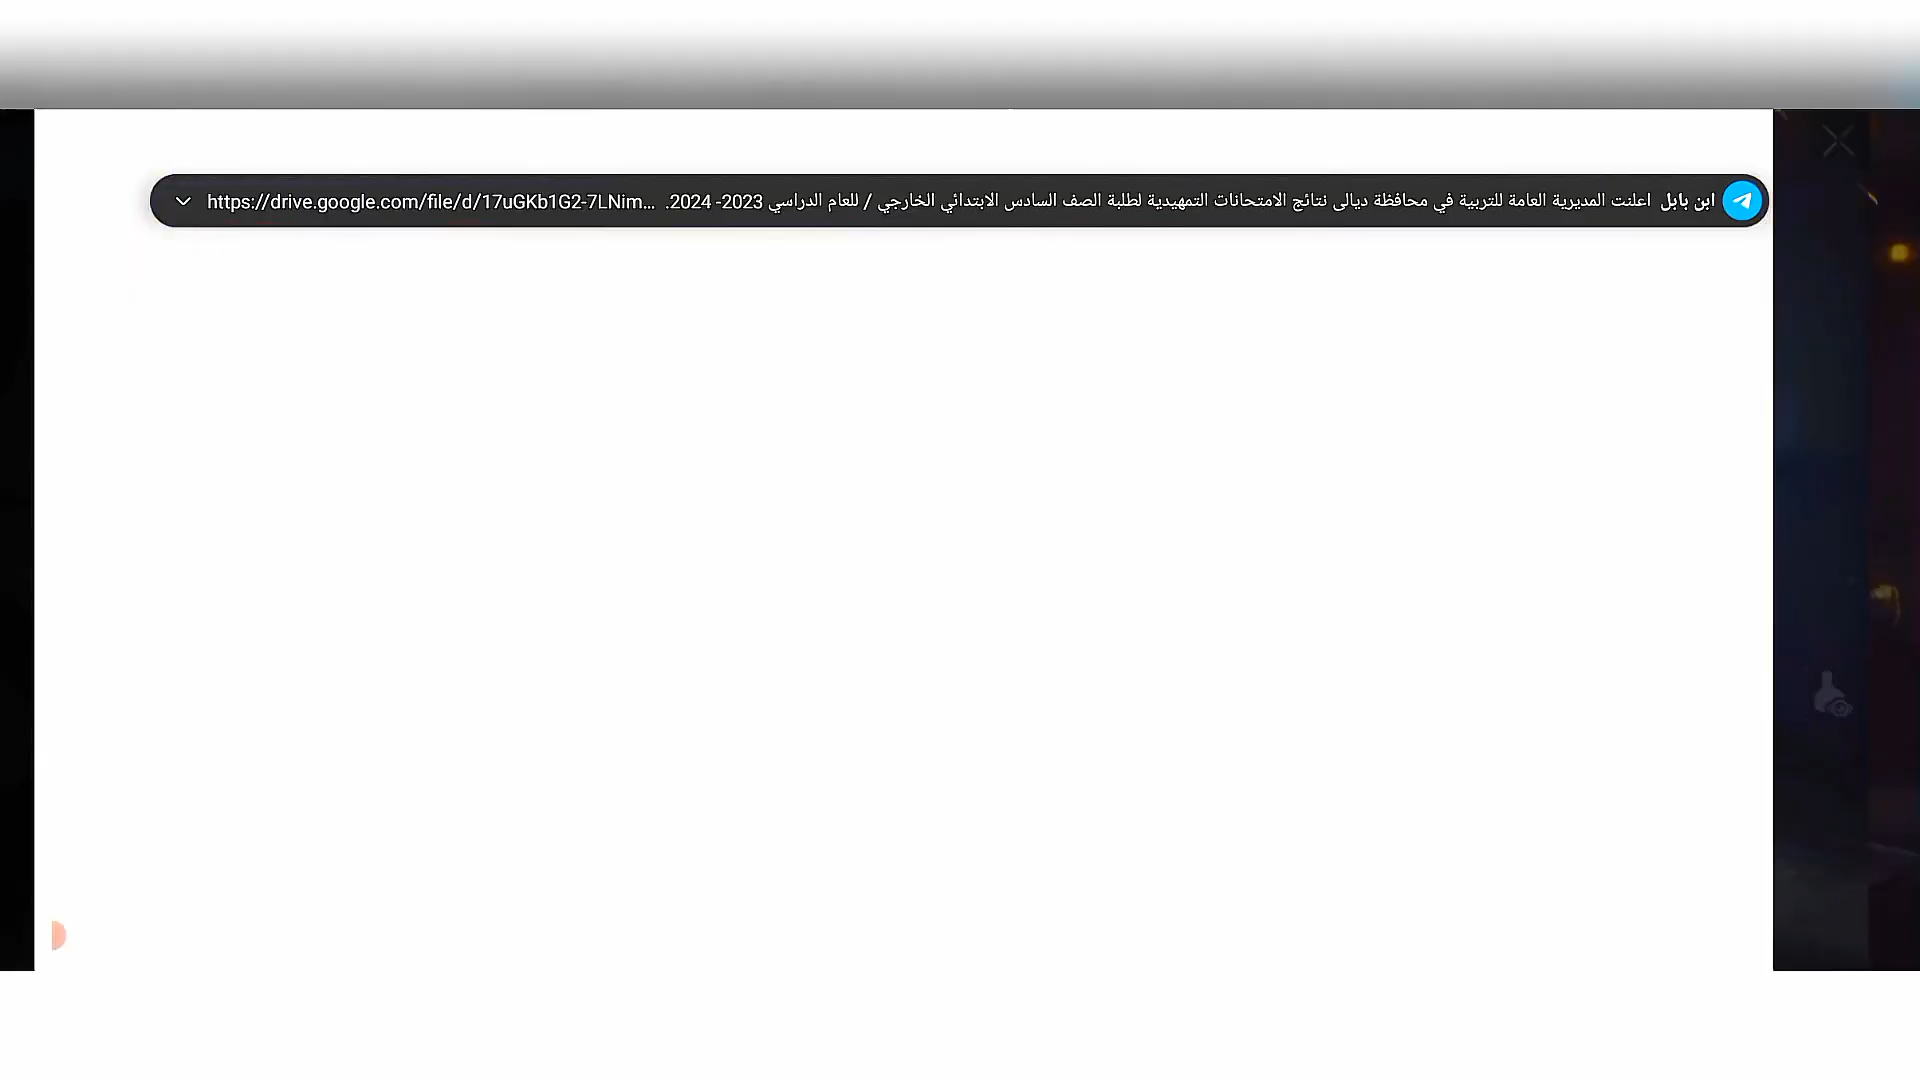 ابن بابل اعلنت المديرية العامة للتربية في محافظة ديالى نتائج الامتحانات التمهيدية لطلبة الصف السادس الابتدائي الخارجي / للعام الدراسي 2023- 2024. https://drive.google.com/file/d/17uGKb1G2-7LNim...